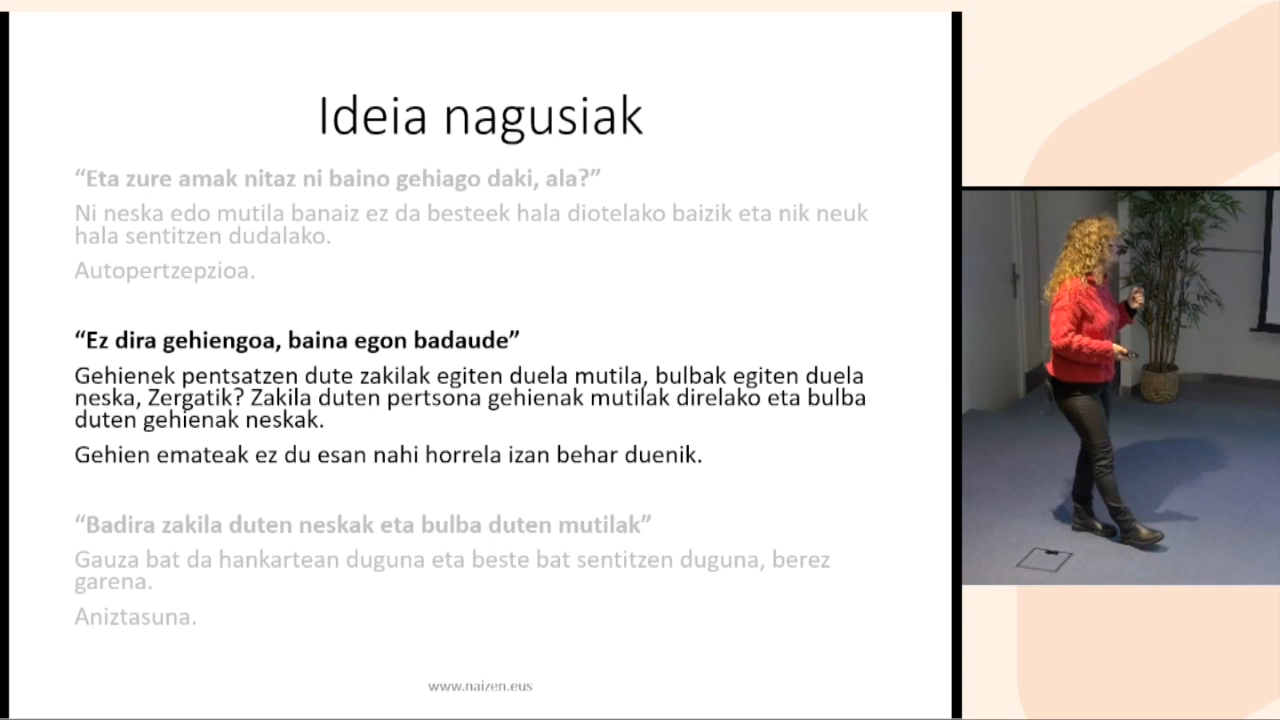 Ideia nagusiak
“Eta zure amak nitaz ni baino gehiago daki, ala?”
Ni neska edo mutila banaiz ez da besteek hala diotelako baizik eta nik neuk
hala sentitzen dudalako.
Autopertzepzioa.
“Ez dira gehiengoa, baina egon badaude”
Gehienek pentsatzen dute zakilak egiten duela mutila, bulbak egiten duela
neska, Zergatik? Zakila duten pertsona gehienak mutilak direlako eta bulba
duten gehienak neskak.
Gehien emateak ez du esan nahi horrela izan behar duenik.
“Badira zakila duten neskak eta bulba duten mutilak”
Gauza bat da hankartean duguna eta beste bat sentitzen duguna, berez
garena.
Aniztasuna.
www.naizen.eus